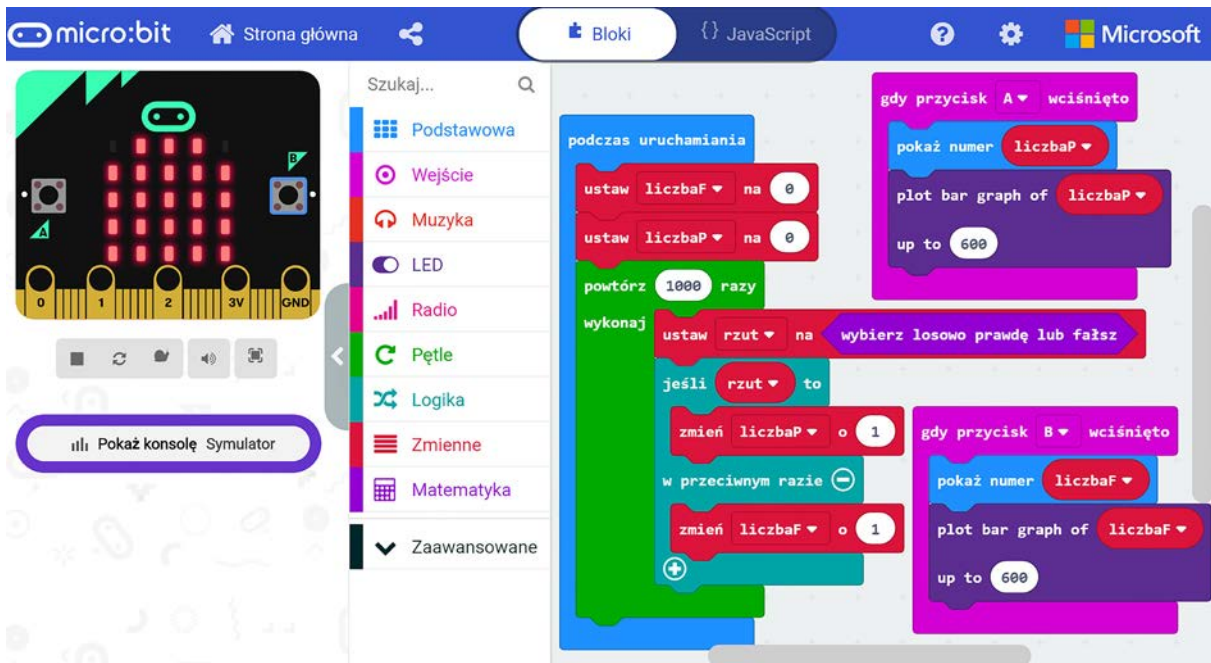 micro:bit Strona główna Bloki {} JavaScript ? Microsoft
A
B
0 1 2 3V GND
Pokaż konsolę Symulator
Szukaj...
Podstawowa
Wejście
Muzyka
LED
Radio
Pętle
Logika
Zmienne
Matematyka
Zaawansowane
podczas uruchamiania
ustaw liczbaF na 0
ustaw liczbaP na 0
powtórz 1000 razy
wykonaj
ustaw rzut na wybierz losowo prawdę lub fałsz
jeśli rzut to
zmień liczbaP o 1
w przeciwnym razie
zmień liczbaF o 1
gdy przycisk A wciśnięto
pokaż numer liczbaP
plot bar graph of liczbaP
up to 600
gdy przycisk B wciśnięto
pokaż numer liczbaF
plot bar graph of liczbaF
up to 600